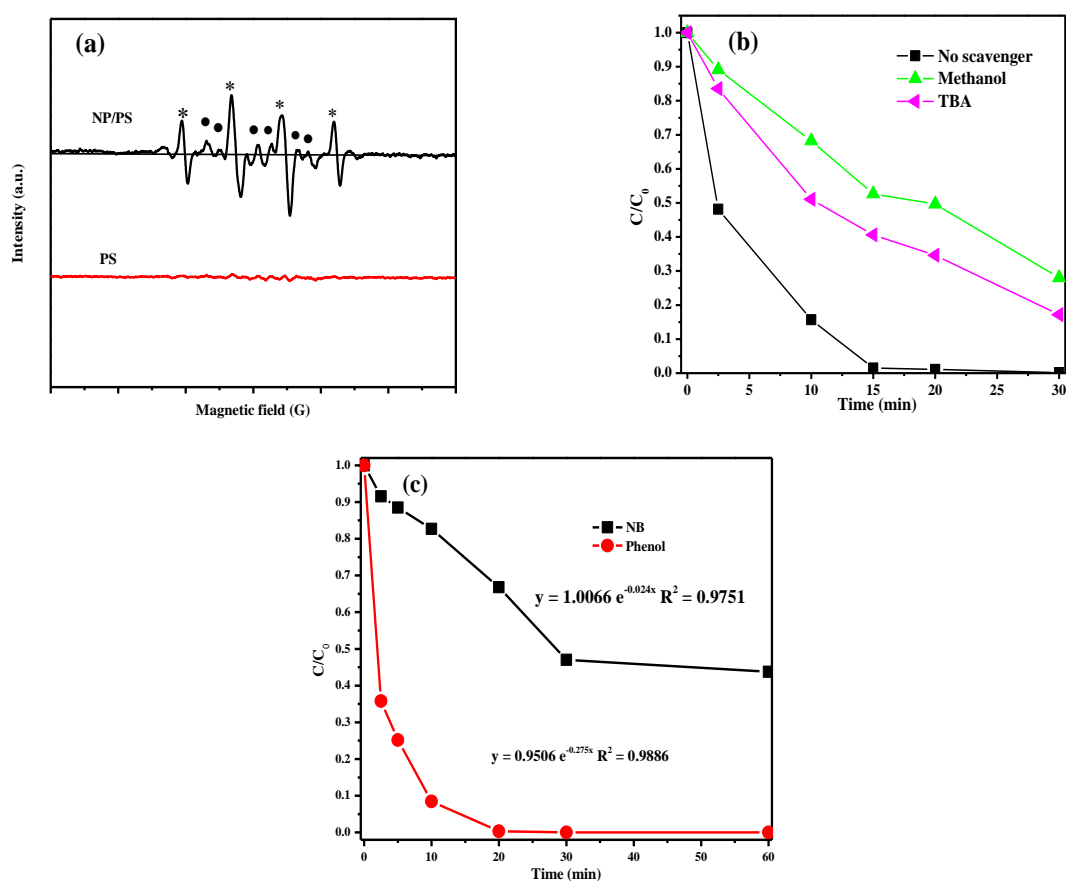 (a)
* * * *
NP/PS
PS
Intensity (a.u.)
Magnetic field (G)
(b)
No scavenger
Methanol
TBA
C/C0
1.0
0.9
0.8
0.7
0.6
0.5
0.4
0.3
0.2
0.1
0.0
0 5 10 15 20 25 30
Time (min)
(c)
NB
Phenol
y = 1.0066 e-0.024x R2 = 0.9751
y = 0.9506 e-0.275x R2 = 0.9886
C/C0
1.0
0.9
0.8
0.7
0.6
0.5
0.4
0.3
0.2
0.1
0.0
0 10 20 30 40 50 60
Time (min)